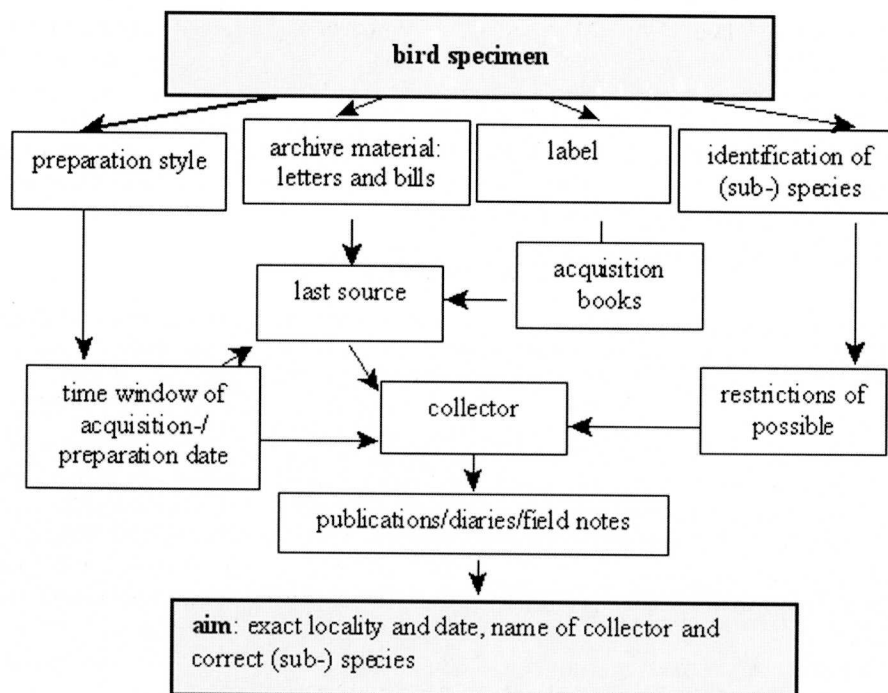 bird specimen
preparation style
archive material:
letters and bills
label
identification of
(sub-) species
last source
acquisition
books
time window of
acquisition-/
preparation date
collector
restrictions of
possible
publications/diaries/field notes
aim: exact locality and date, name of collector and
correct (sub-) species